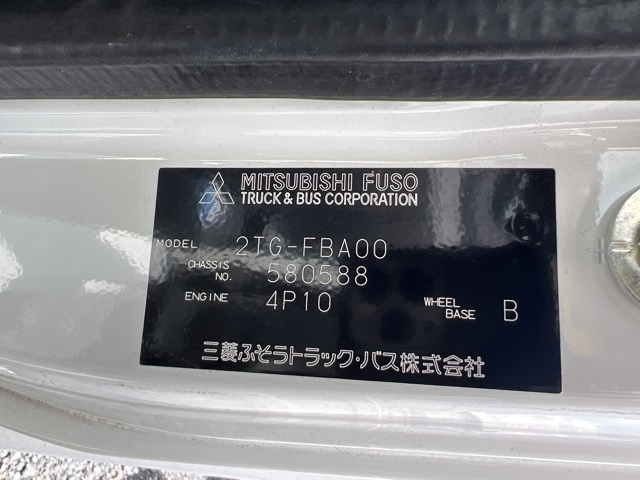 MITSUBISHI FUSO
TRUCK & BUS CORPORATION
MODEL 2TG-FBA00
CHASSIS NO. 580588
ENGINE 4P10 WHEEL BASE B
三菱ふそうトラック・バス株式会社